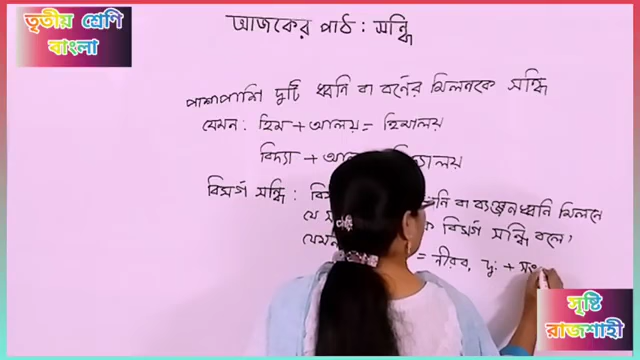 তৃতীয় শ্রেণি
বাংলা
আজকের পাঠ : সন্ধি
পাশাপাশি দুটি ধ্বনি বা বর্ণের মিলনকে সন্ধি
যেমন : হিম + আলয় = হিমালয়
বিদ্যা +
বিসর্গ সন্ধি : বা ব্যঞ্জনধ্বনি মিলনে
যে বিসর্গ সন্ধি বলে,
= নীরব, দু: +
সৃষ্টি
রাজশাহী